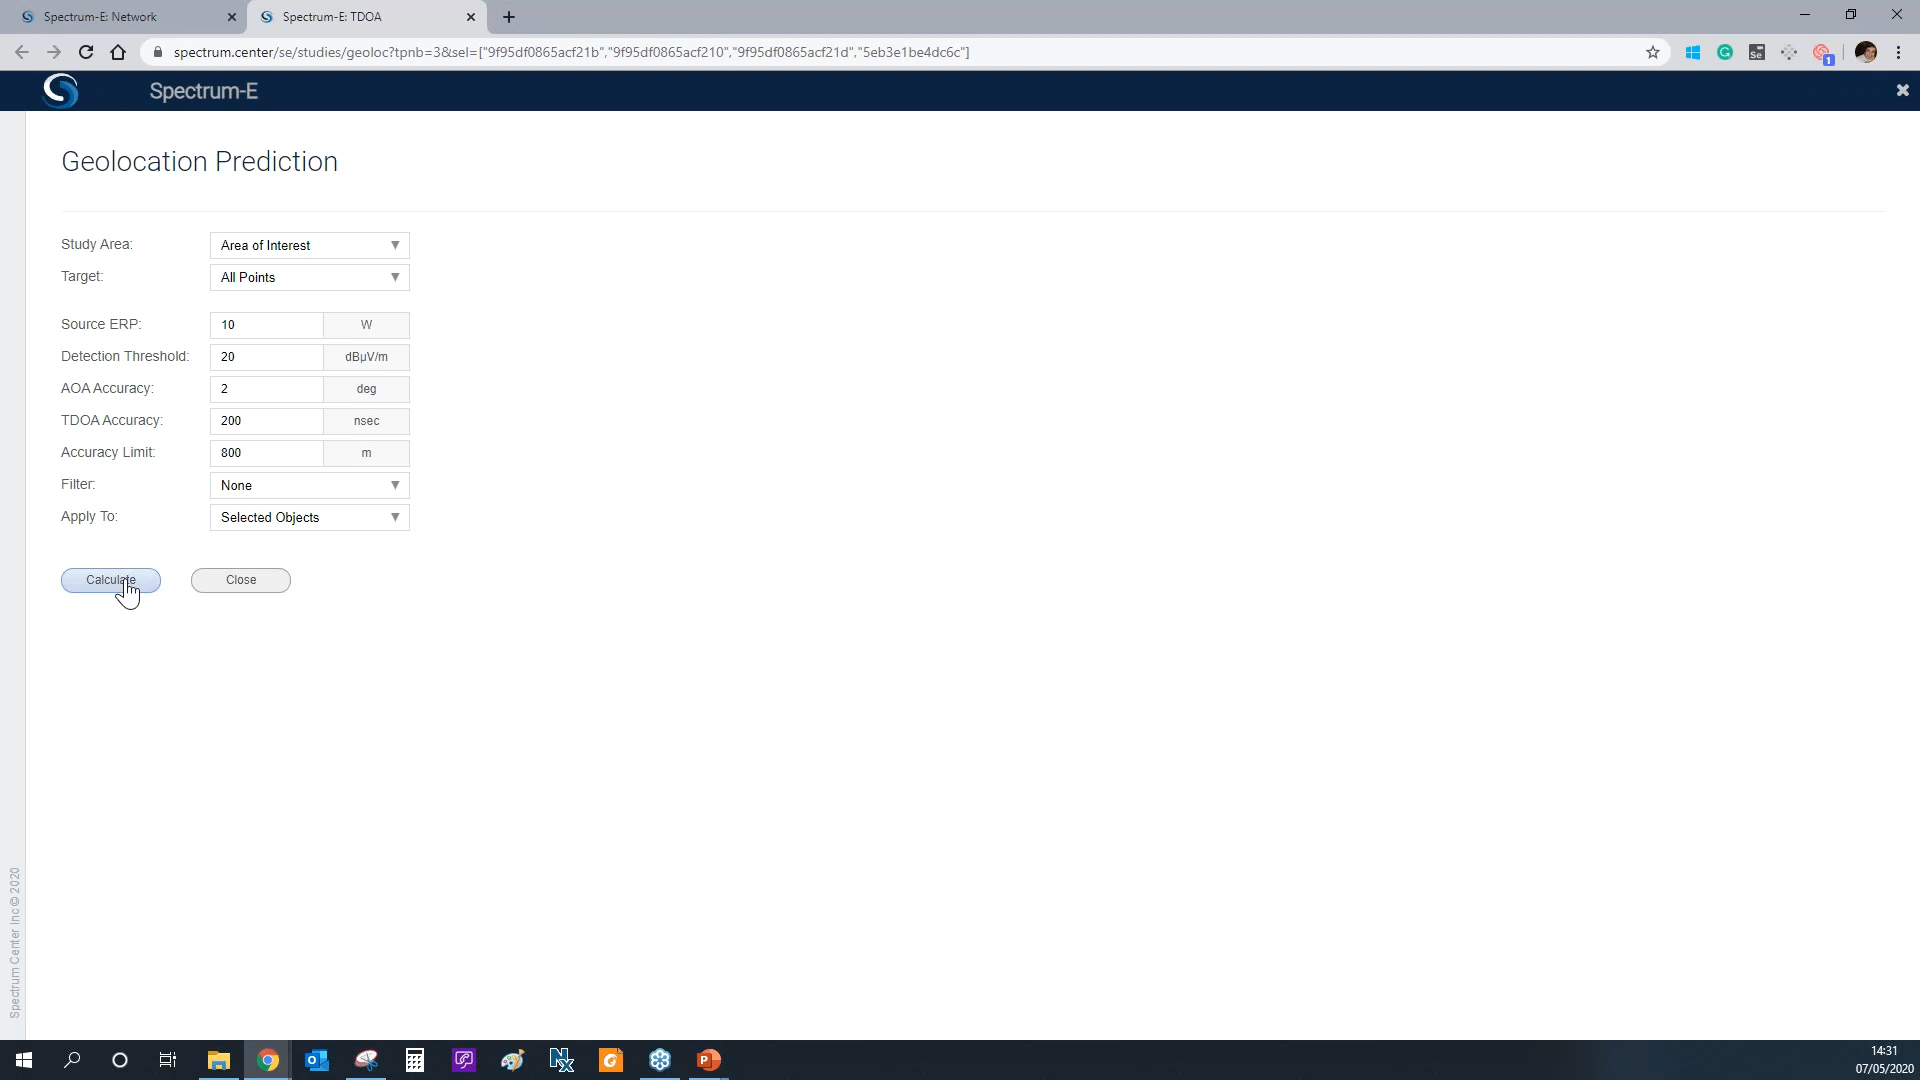 Spectrum-E: Network
Spectrum-E: TDOA
spectrum.center/se/studies/geoloc?tpnb=3&sel=["9f95df0865acf21b","9f95df0865acf210","9f95df0865acf21d","5eb3e1be4dc6c"]
Se
1
Spectrum-E
Geolocation Prediction
Study Area: Area of Interest
Target: All Points
Source ERP: 10 W
Detection Threshold: 20 dBµV/m
AOA Accuracy: 2 deg
TDOA Accuracy: 200 nsec
Accuracy Limit: 800 m
Filter: None
Apply To: Selected Objects
Calculate Close
Spectrum Center Inc © 2020
14:31
07/05/2020